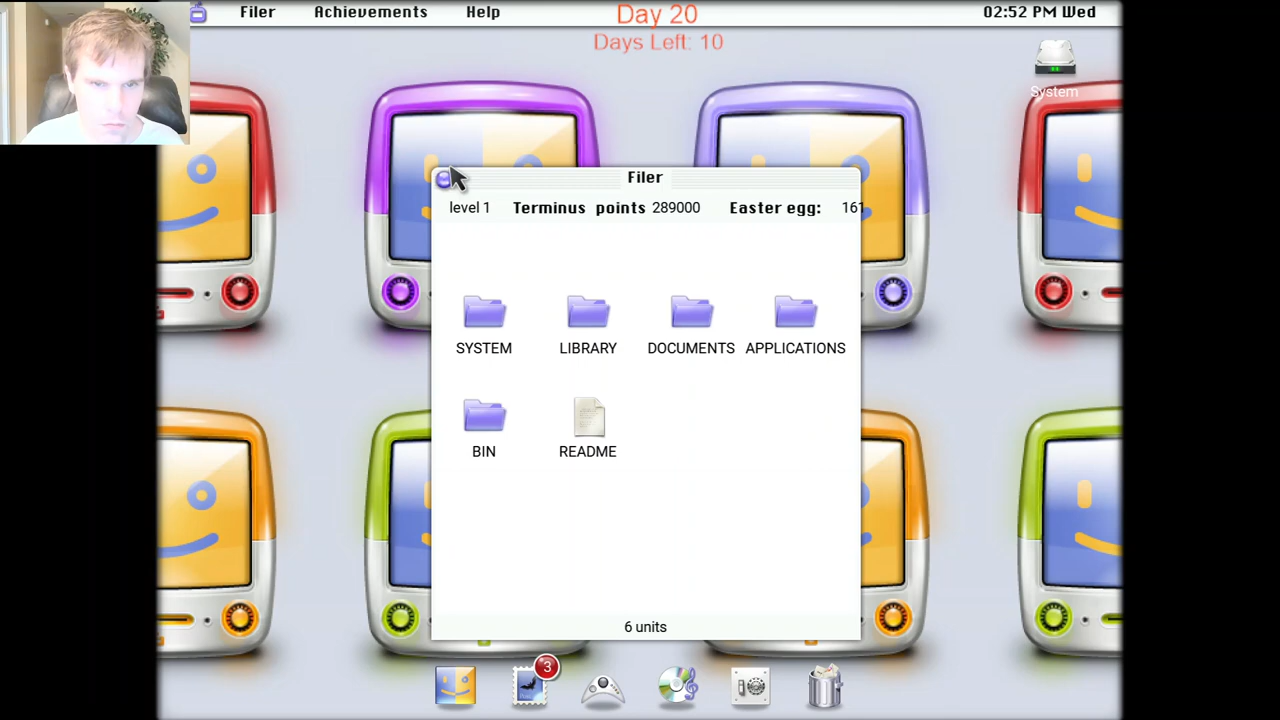 Filer Achievements Help Day 20 02:52 PM Wed
Days Left: 10
System
Filer
level 1 Terminus points 289000 Easter egg: 161
SYSTEM LIBRARY DOCUMENTS APPLICATIONS
BIN README
6 units
3